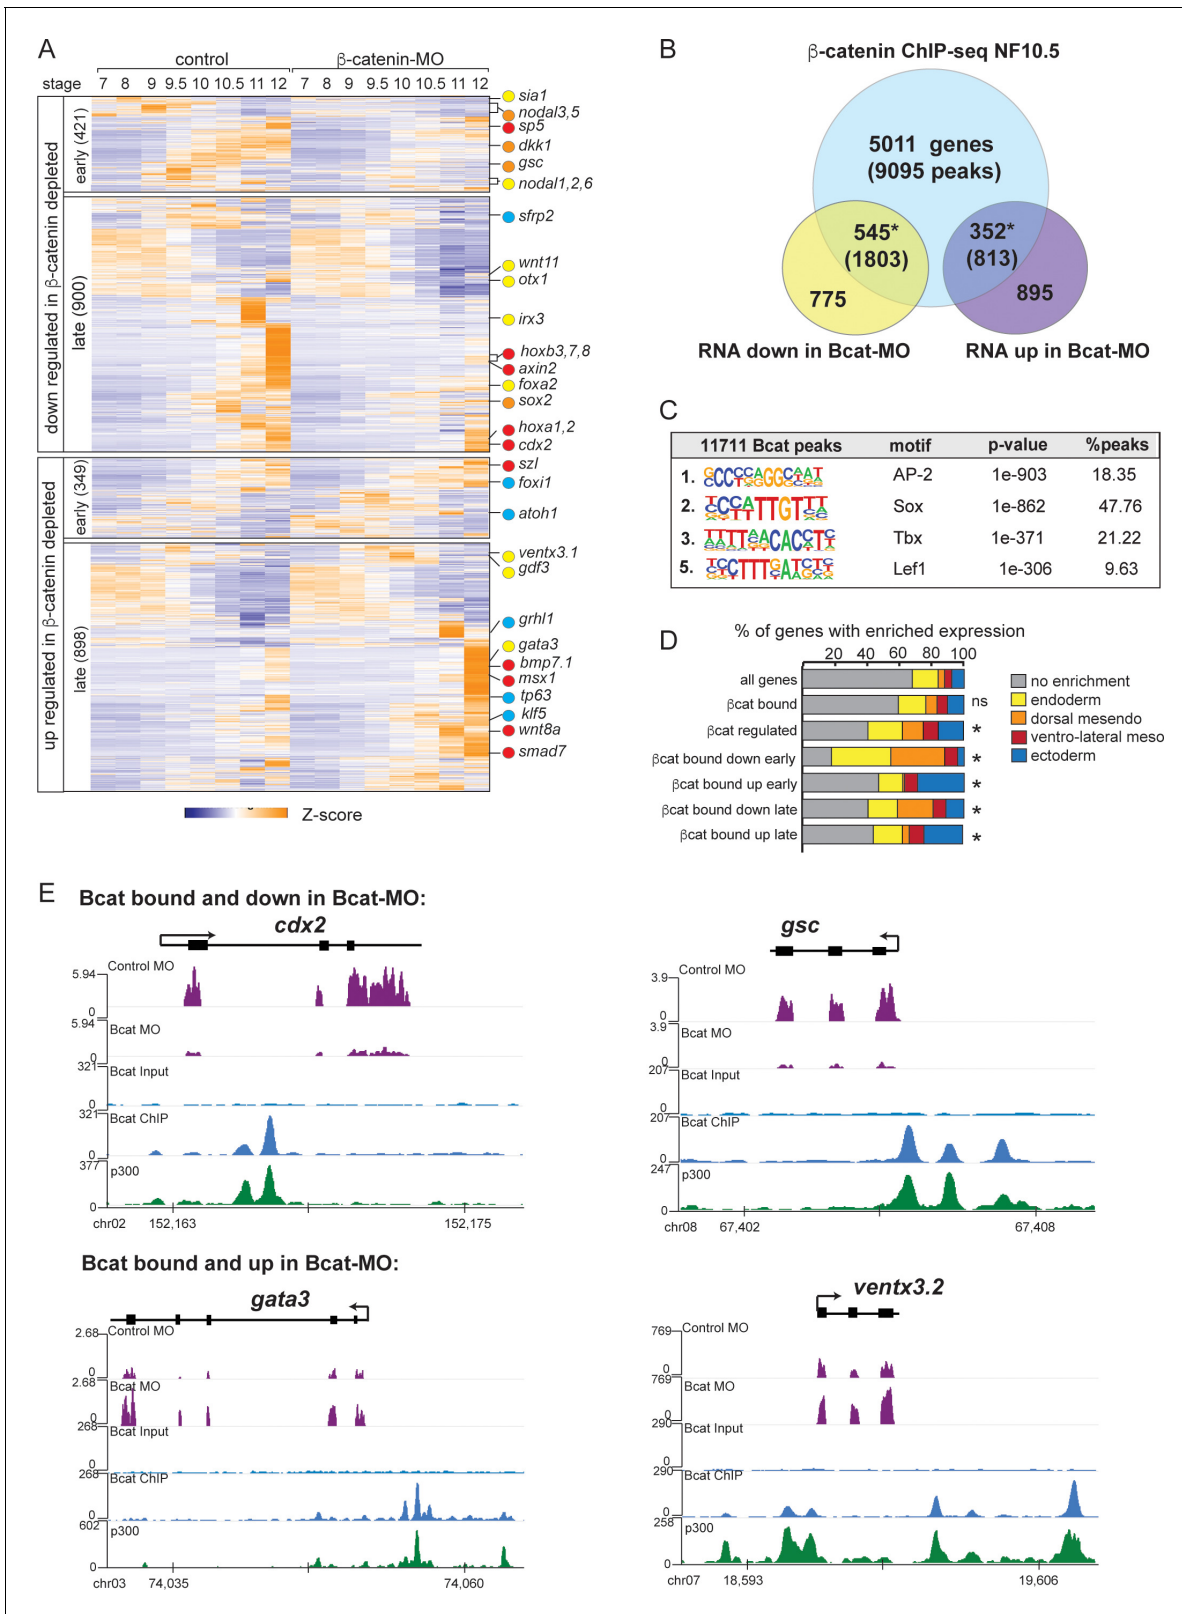 A
control
β-catenin-MO
stage 7 8 9 9.5 10 10.5 11 12 7 8 9 9.5 10 10.5 11 12
down regulated in β-catenin depleted
early (421)
late (900)
up regulated in β-catenin depleted
early (349)
late (898)
sia1
nodal3,5
sp5
dkk1
gsc
nodal1,2,6
sfrp2
wnt11
otx1
irx3
hoxb3,7,8
axin2
foxa2
sox2
hoxa1,2
cdx2
szl
foxi1
atoh1
ventx3.1
gdf3
grhl1
gata3
bmp7.1
msx1
tp63
klf5
wnt8a
smad7
Z-score
B
β-catenin ChIP-seq NF10.5
5011 genes
(9095 peaks)
545*
(1803)
352*
(813)
775
895
RNA down in Bcat-MO
RNA up in Bcat-MO
C
11711 Bcat peaks motif p-value %peaks
1. AP-2 1e-903 18.35
2. Sox 1e-862 47.76
3. Tbx 1e-371 21.22
5. Lef1 1e-306 9.63
D
% of genes with enriched expression
20 40 60 80 100
all genes
βcat bound ns
βcat regulated *
βcat bound down early *
βcat bound up early *
βcat bound down late *
βcat bound up late *
no enrichment
endoderm
dorsal mesendo
ventro-lateral meso
ectoderm
E
Bcat bound and down in Bcat-MO:
cdx2
Control MO
5.94
0
Bcat MO
5.94
0
Bcat Input
321
0
Bcat ChIP
321
0
p300
377
0
chr02 152,163 152,175
gsc
Control MO
3.9
0
Bcat MO
3.9
0
Bcat Input
207
0
Bcat ChIP
207
0
p300
247
0
chr08 67,402 67,408
Bcat bound and up in Bcat-MO:
gata3
Control MO
2.68
0
Bcat MO
2.68
0
Bcat Input
268
0
Bcat ChIP
268
0
p300
602
0
chr03 74,035 74,060
ventx3.2
Control MO
769
0
Bcat MO
769
0
Bcat Input
290
0
Bcat ChIP
290
0
p300
258
0
chr07 18,593 19,606